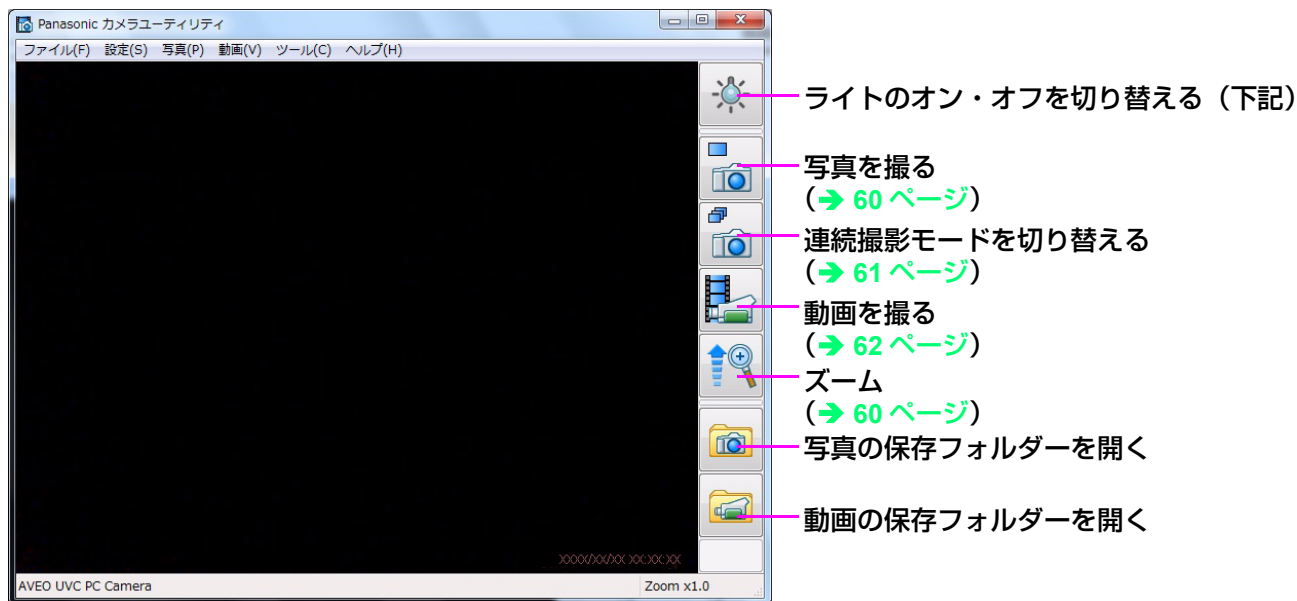 Panasonic カメラユーティリティ
ファイル(F) 設定(S) 写真(P) 動画(V) ツール(C) ヘルプ(H)
ライトのオン・オフを切り替える（下記）
写真を撮る
（➔ 60 ページ）
連続撮影モードを切り替える
（➔ 61 ページ）
動画を撮る
（➔ 62 ページ）
ズーム
（➔ 60 ページ）
写真の保存フォルダーを開く
動画の保存フォルダーを開く
XXXX/XX/XX XX:XX:XX
AVEO UVC PC Camera Zoom x1.0